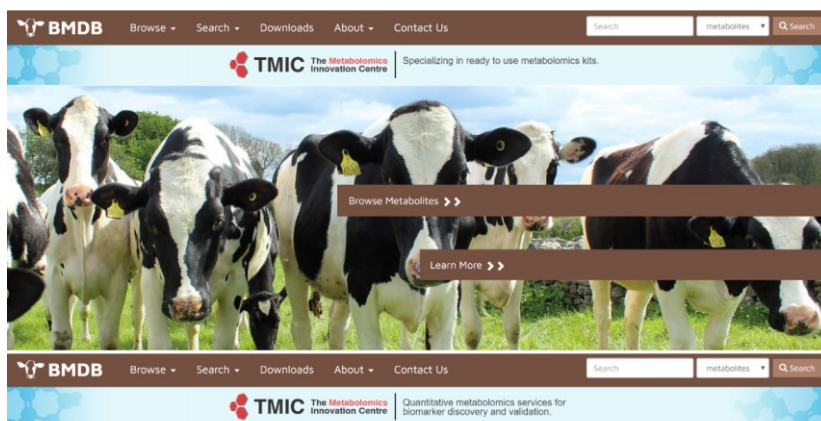 BMDB Browse Search Downloads About Contact Us Search metabolites Search
TMIC The Metabolomics Innovation Centre Specializing in ready to use metabolomics kits.
Browse Metabolites
Learn More
BMDB Browse Search Downloads About Contact Us Search metabolites Search
TMIC The Metabolomics Innovation Centre Quantitative metabolomics services for
biomarker discovery and validation.